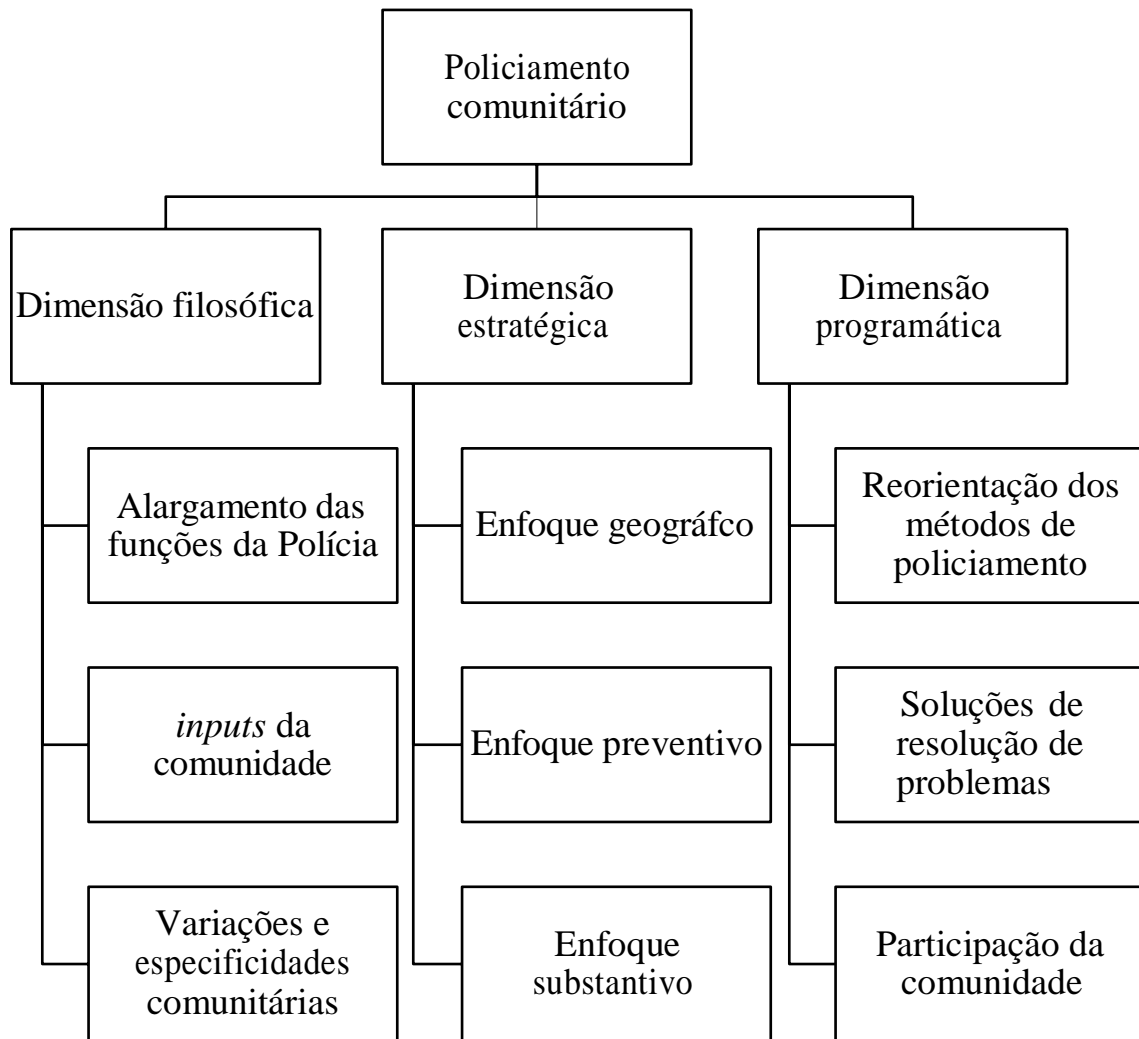 Policiamento
comunitário
Dimensão filosófica
Dimensão
estratégica
Dimensão
programática
Alargamento das
funções da Polícia
Enfoque geográfco
Reorientação dos
métodos de
policiamento
inputs da
comunidade
Enfoque preventivo
Soluções de
resolução de
problemas
Variações e
especificidades
comunitárias
Enfoque
substantivo
Participação da
comunidade